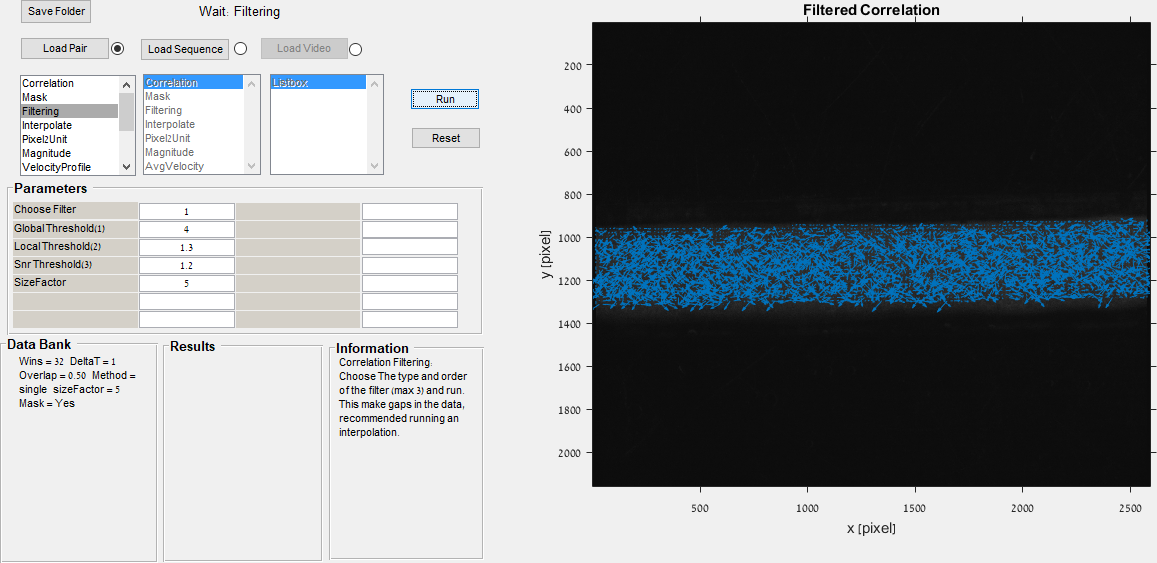 Save Folder
Wait: Filtering
Load Pair
Load Sequence
Load Video
Correlation
Mask
Filtering
Interpolate
Pixel2Unit
Magnitude
VelocityProfile
Correlation
Mask
Filtering
Interpolate
Pixel2Unit
Magnitude
AvgVelocity
Listbox
Run
Reset
Parameters
Choose Filter 1
Global Threshold(1) 4
Local Threshold(2) 1.3
Snr Threshold(3) 1.2
SizeFactor 5
Data Bank
Wins = 32 DeltaT = 1
Overlap = 0.50 Method =
single sizeFactor = 5
Mask = Yes
Results
Information
Correlation Filtering:
Choose The type and order
of the filter (max 3) and run.
This make gaps in the data,
recommended running an
interpolation.
Filtered Correlation
200
400
600
800
1000
1200
1400
1600
1800
2000
y [pixel]
500 1000 1500 2000 2500
x [pixel]